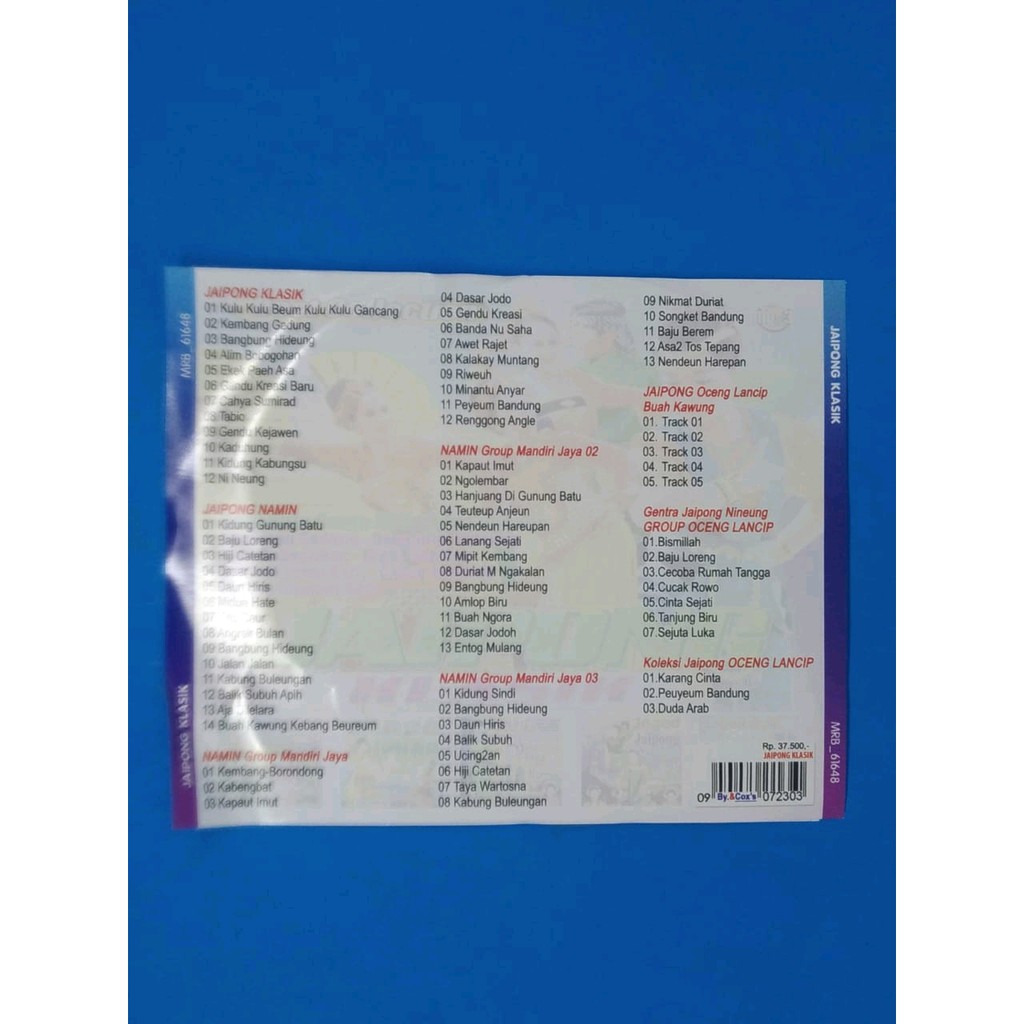 JAIPONG KLASIK
01 Kulu Kulu Beum Kulu Kulu Gancang
02 Kembang Gadung
03 Bangbung Hideung
04 Alim Bobogohan
05 Ekek Paeh Asa
06 Gendu Kreasi Baru
07 Cahya Sumirad
08 Tablo
09 Gendu Kejawen
10 Kadunung
11 Kidung Kabungsu
12 Ni Neung
JAIPONG NAMIN
01 Kidung Gunung Batu
02 Baju Loreng
03 Hiji Catetan
04 Dasar Jodo
05 Daun Hiris
06 Hate
07
08 Angrek Bulan
09 Bangbung Hideung
10 Jalan Jalan
11 Kabung Buleungan
12 Balik Subuh Apih
13
14 Buah Kawung Kebang Beureum
NAMIN Group Mandiri Jaya
01 Kembang-Borondong
02 Kabengbat
03 Kapaut Imut
04 Dasar Jodo
05 Gendu Kreasi
06 Banda Nu Saha
07 Awet Rajet
08 Kalakay Muntang
09 Riweuh
10 Minantu Anyar
11 Peyeum Bandung
12 Renggong Angle
NAMIN Group Mandiri Jaya 02
01 Kapaut Imut
02 Ngolembar
03 Hanjuang Di Gunung Batu
04 Teuteup Anjeun
05 Nendeun Hareupan
06 Lanang Sejati
07 Mipit Kembang
08 Duriat M Ngakalan
09 Bangbung Hideung
10 Amlop Biru
11 Buah Ngora
12 Dasar Jodoh
13 Entog Mulang
NAMIN Group Mandiri Jaya 03
01 Kidung Sindi
02 Bangbung Hideung
03 Daun Hiris
04 Balik Subuh
05 Ucing2an
06 Hiji Catetan
07 Taya Wartosna
08 Kabung Buleungan
09 Nikmat Duriat
10 Songket Bandung
11 Baju Berem
12 Asa2 Tos Tepang
13 Nendeun Harepan
JAIPONG Oceng Lancip
Buah Kawung
01. Track 01
02. Track 02
03. Track 03
04. Track 04
05. Track 05
Gentra Jaipong Nineung
GROUP OCENG LANCIP
01.Bismillah
02.Baju Loreng
03.Cecoba Rumah Tangga
04.Cucak Rowo
05.Cinta Sejati
06.Tanjung Biru
07.Sejuta Luka
Koleksi Jaipong OCENG LANCIP
01.Karang Cinta
02.Peuyeum Bandung
03.Duda Arab
Rp. 37.500,-
JAIPONG KLASIK
09 By.&Cox's 072303
MRB_61648
JAIPONG KLASIK
JAIPONG KLASIK
MRB_61648